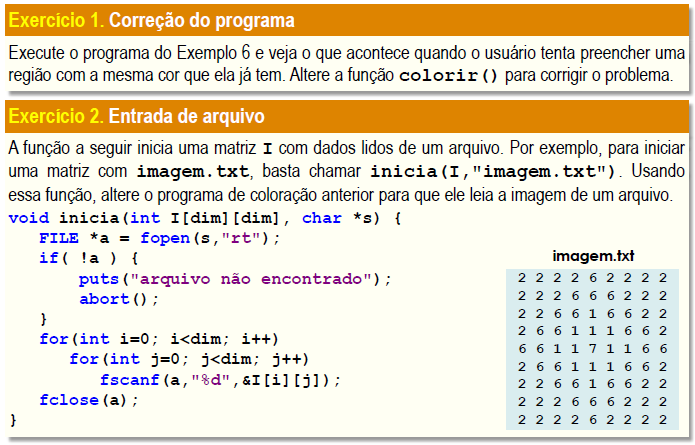 Exercício 1. Correção do programa
Execute o programa do Exemplo 6 e veja o que acontece quando o usuário tenta preencher uma
região com a mesma cor que ela já tem. Altere a função colorir() para corrigir o problema.
Exercício 2. Entrada de arquivo
A função a seguir inicia uma matriz I com dados lidos de um arquivo. Por exemplo, para iniciar
uma matriz com imagem.txt, basta chamar inicia(I,"imagem.txt"). Usando
essa função, altere o programa de coloração anterior para que ele leia a imagem de um arquivo.
void inicia(int I[dim][dim], char *s) {
FILE *a = fopen(s,"rt");
if( !a ) {
puts("arquivo não encontrado");
abort();
}
for(int i=0; i<dim; i++)
for(int j=0; j<dim; j++)
fscanf(a,"%d",&I[i][j]);
fclose(a);
}
imagem.txt
2 2 2 2 6 2 2 2 2
2 2 2 6 6 6 2 2 2
2 2 6 6 1 6 6 2 2
2 6 6 1 1 1 6 6 2
6 6 1 1 7 1 1 6 6
2 6 6 1 1 1 6 6 2
2 2 6 6 1 6 6 2 2
2 2 2 6 6 6 2 2 2
2 2 2 2 6 2 2 2 2